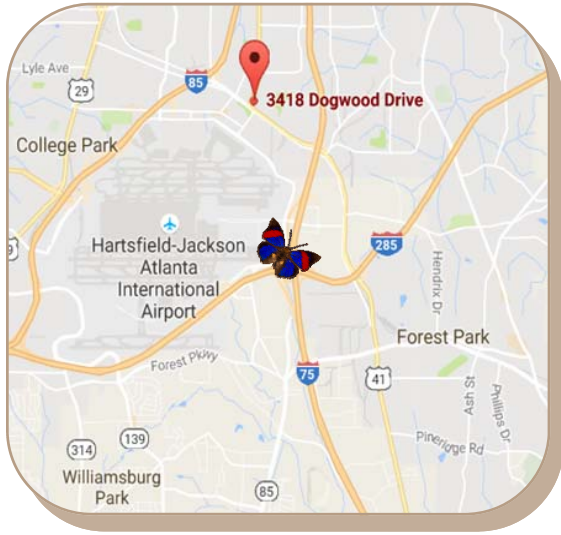 Lyle Ave
29
85
3418 Dogwood Drive
College Park
Hartsfield-Jackson
Atlanta
International
Airport
285
Hendrix Dr
Forest Park
Forest Pkwy
75
41
Ash St
Phillips Dr
Pineridge Rd
314
139
Williamsburg
Park
85